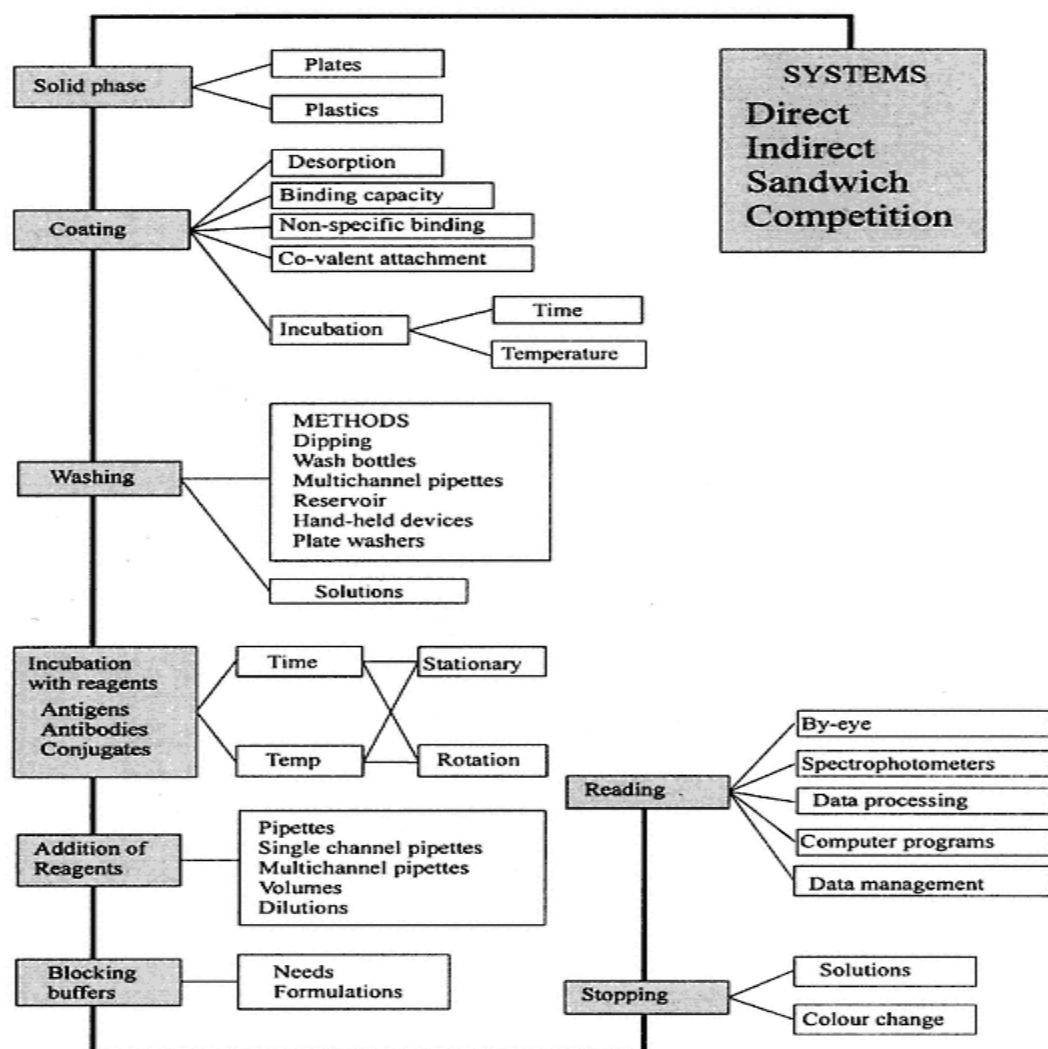 SYSTEMS
Direct
Indirect
Sandwich
Competition
Solid phase
Plates
Plastics
Coating
Desorption
Binding capacity
Non-specific binding
Co-valent attachment
Incubation
Time
Temperature
Washing
METHODS
Dipping
Wash bottles
Multichannel pipettes
Reservoir
Hand-held devices
Plate washers
Solutions
Incubation
with reagents
Antigens
Antibodies
Conjugates
Time
Temp
Stationary
Rotation
Addition of
Reagents
Pipettes
Single channel pipettes
Multichannel pipettes
Volumes
Dilutions
Blocking
buffers
Needs
Formulations
Reading
By-eye
Spectrophotometers
Data processing
Computer programs
Data management
Stopping
Solutions
Colour change